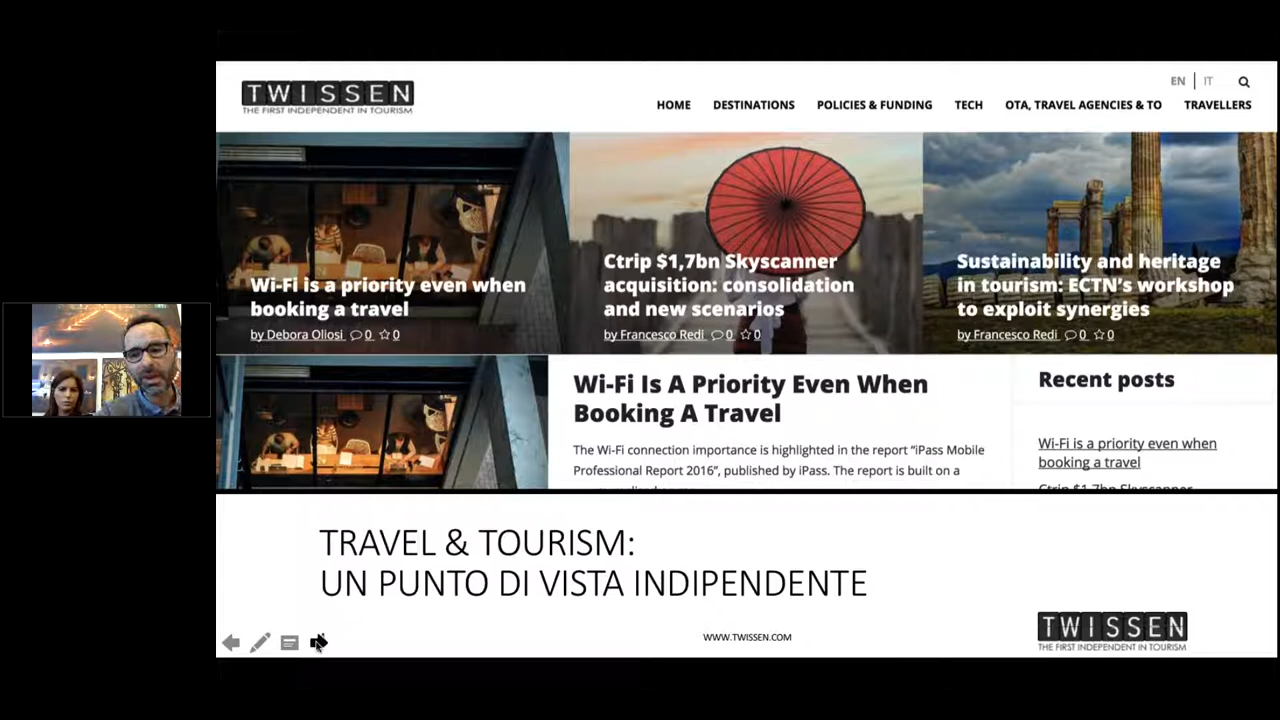 TWISSEN
THE FIRST INDEPENDENT IN TOURISM
EN | IT
HOME DESTINATIONS POLICIES & FUNDING TECH OTA, TRAVEL AGENCIES & TO TRAVELLERS
Wi-Fi is a priority even when
booking a travel
by Debora Oliosi 0 0
Ctrip $1,7bn Skyscanner
acquisition: consolidation
and new scenarios
by Francesco Redi 0 0
Sustainability and heritage
in tourism: ECTN's workshop
to exploit synergies
by Francesco Redi 0 0
Wi-Fi Is A Priority Even When
Booking A Travel
The Wi-Fi connection importance is highlighted in the report “iPass Mobile
Professional Report 2016”, published by iPass. The report is built on a
Recent posts
Wi-Fi is a priority even when
booking a travel
Ctrip $1,7bn Skyscanner
TRAVEL & TOURISM:
UN PUNTO DI VISTA INDIPENDENTE
WWW.TWISSEN.COM
TWISSEN
THE FIRST INDEPENDENT IN TOURISM